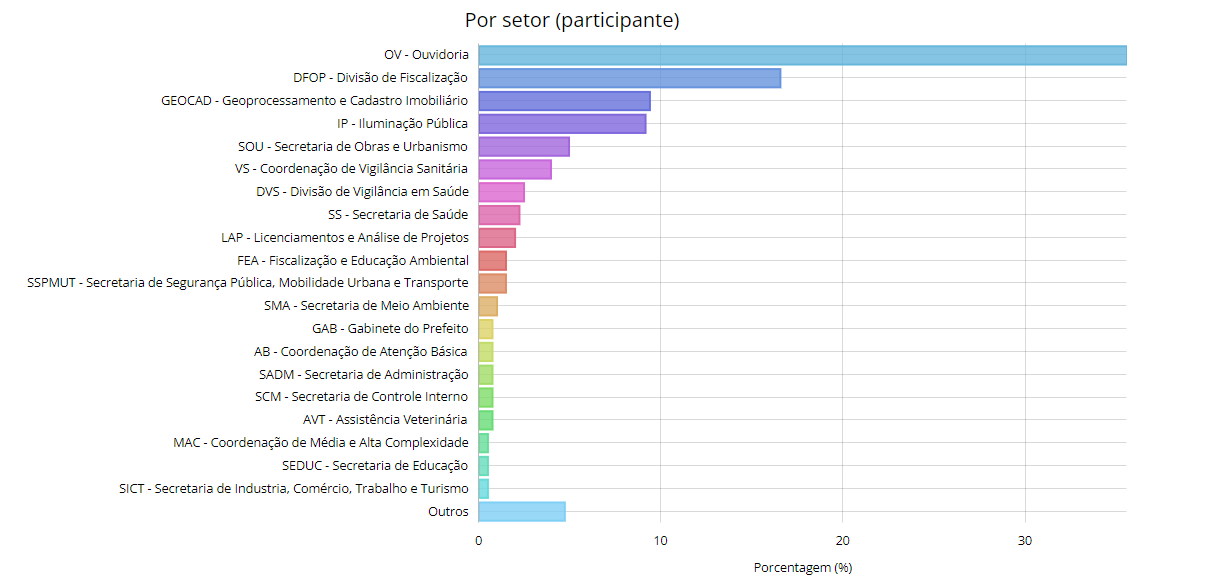 Por setor (participante)
OV - Ouvidoria
DFOP - Divisão de Fiscalização
GEOCAD - Geoprocessamento e Cadastro Imobiliário
IP - Iluminação Pública
SOU - Secretaria de Obras e Urbanismo
VS - Coordenação de Vigilância Sanitária
DVS - Divisão de Vigilância em Saúde
SS - Secretaria de Saúde
LAP - Licenciamentos e Análise de Projetos
FEA - Fiscalização e Educação Ambiental
SSPMUT - Secretaria de Segurança Pública, Mobilidade Urbana e Transporte
SMA - Secretaria de Meio Ambiente
GAB - Gabinete do Prefeito
AB - Coordenação de Atenção Básica
SADM - Secretaria de Administração
SCM - Secretaria de Controle Interno
AVT - Assistência Veterinária
MAC - Coordenação de Média e Alta Complexidade
SEDUC - Secretaria de Educação
SICT - Secretaria de Industria, Comércio, Trabalho e Turismo
Outros
0 10 20 30
Porcentagem (%)